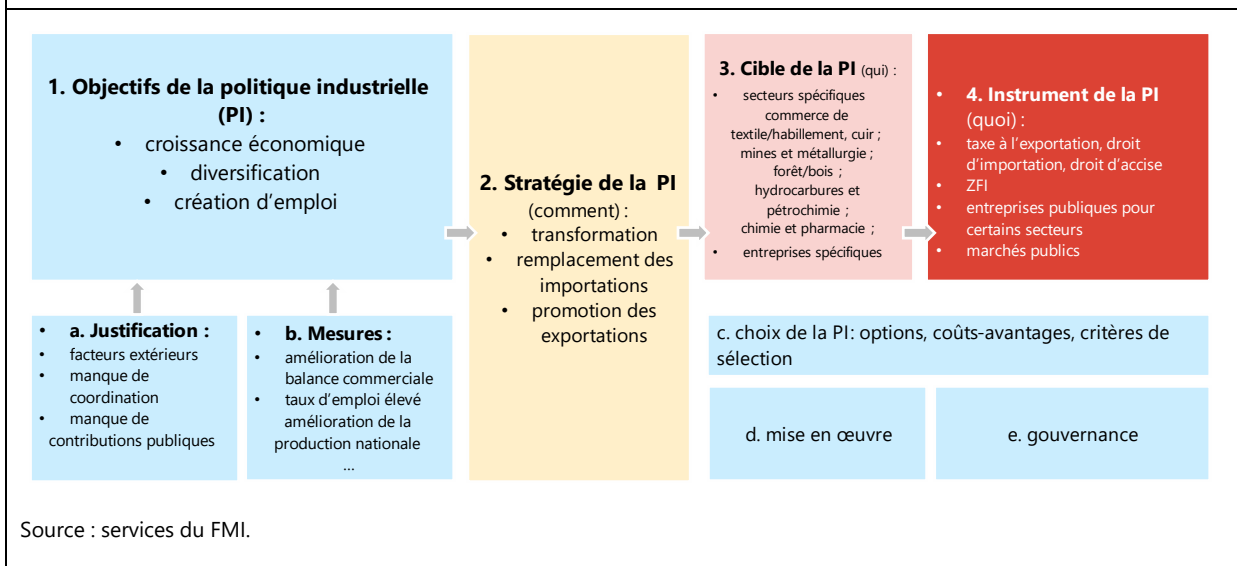 1. Objectifs de la politique industrielle
(PI) :
• croissance économique
• diversification
• création d’emploi
• a. Justification :
• facteurs extérieurs
• manque de
coordination
• manque de
contributions publiques
• b. Mesures :
• amélioration de la
balance commerciale
• taux d’emploi élevé
amélioration de la
production nationale
...
2. Stratégie de la PI
(comment) :
• transformation
• remplacement des
importations
• promotion des
exportations
3. Cible de la PI (qui) :
• secteurs spécifiques
commerce de
textile/habillement, cuir ;
mines et métallurgie ;
forêt/bois ;
hydrocarbures et
pétrochimie ;
chimie et pharmacie ;
• entreprises spécifiques
• 4. Instrument de la PI
(quoi) :
• taxe à l’exportation, droit
d’importation, droit d’accise
• ZFI
• entreprises publiques pour
certains secteurs
• marchés publics
c. choix de la PI: options, coûts-avantages, critères de
sélection
d. mise en œuvre
e. gouvernance
Source : services du FMI.